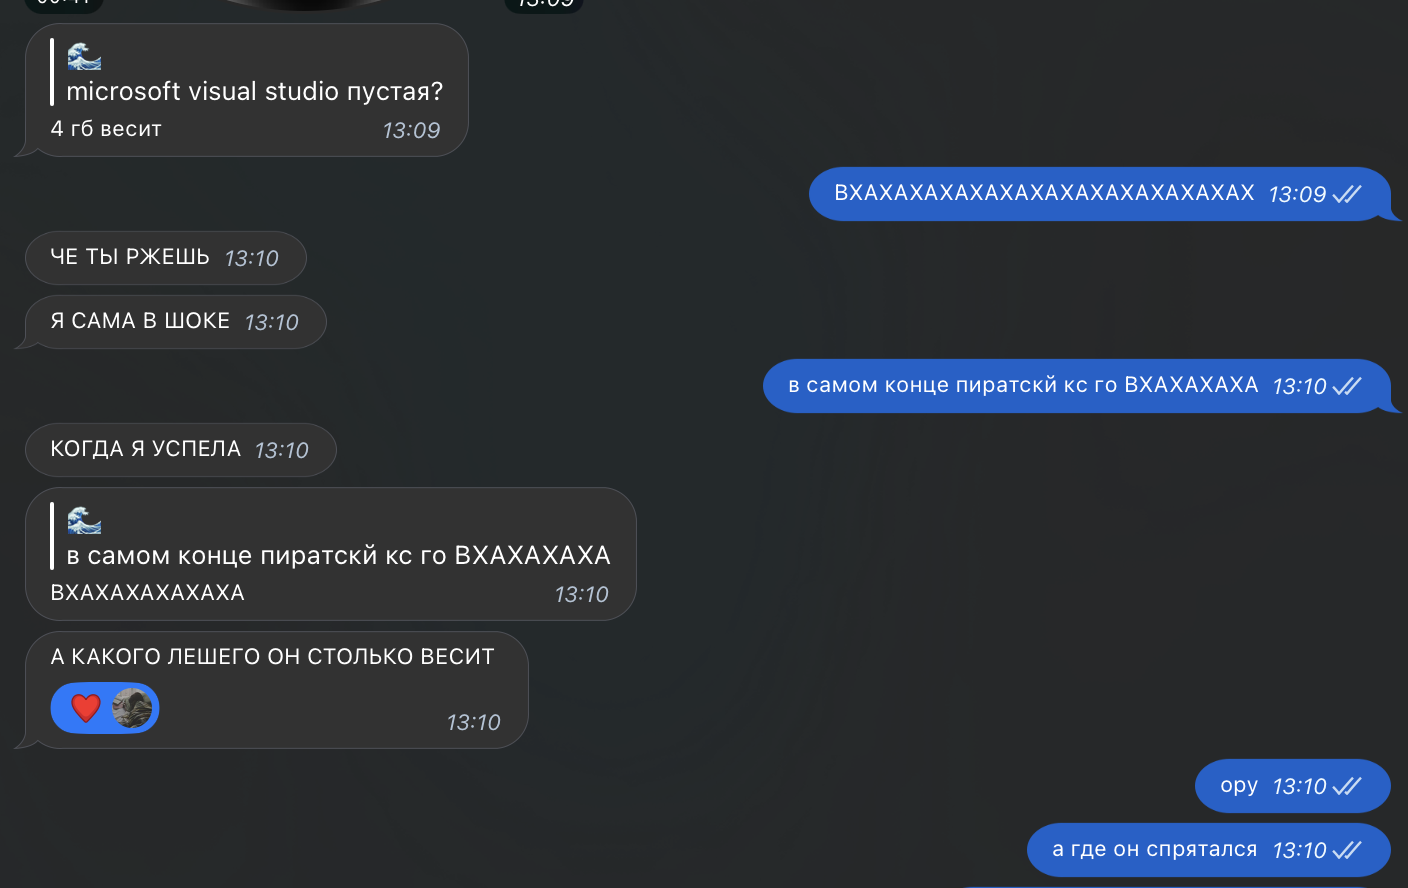 13:09
microsoft visual studio пустая?
4 гб весит 13:09
ВХАХАХАХАХАХАХАХАХАХАХАХАХАХ 13:09
ЧЕ ТЫ РЖЕШЬ 13:10
Я САМА В ШОКЕ 13:10
в самом конце пиратскй кс го ВХАХАХАХА 13:10
КОГДА Я УСПЕЛА 13:10
в самом конце пиратскй кс го ВХАХАХАХА
ВХАХАХАХАХАХА 13:10
А КАКОГО ЛЕШЕГО ОН СТОЛЬКО ВЕСИТ
13:10
ору 13:10
а где он спрятался 13:10